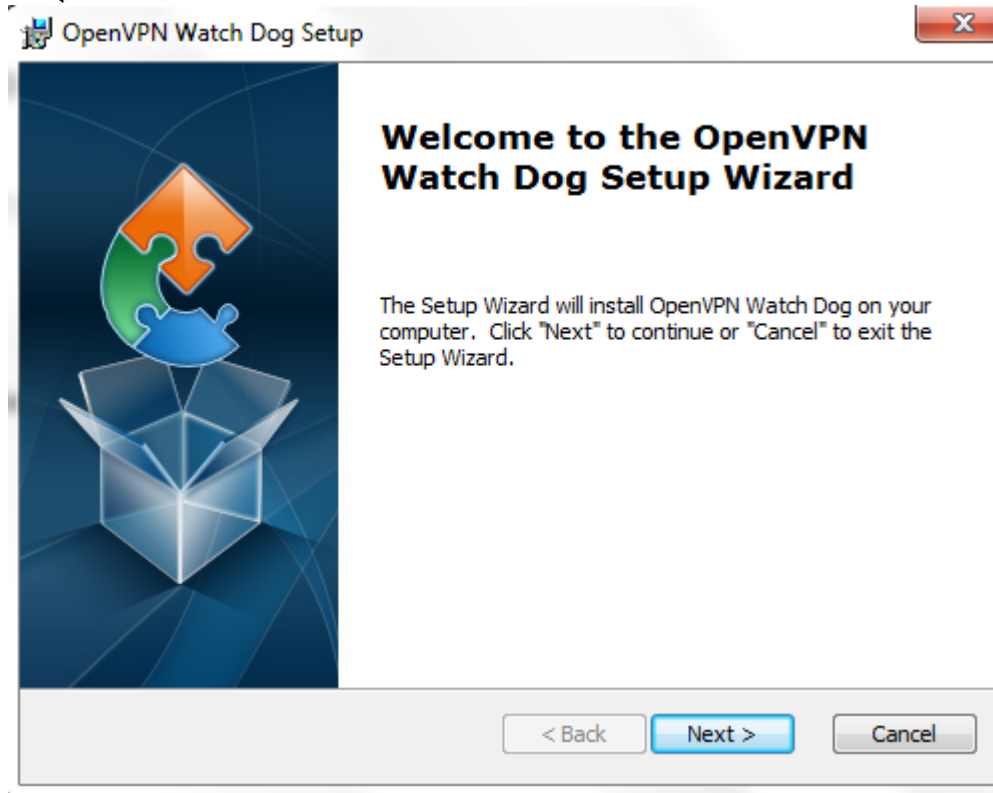 OpenVPN Watch Dog Setup
Welcome to the OpenVPN
Watch Dog Setup Wizard
The Setup Wizard will install OpenVPN Watch Dog on your
computer. Click "Next" to continue or "Cancel" to exit the
Setup Wizard.
< Back Next > Cancel